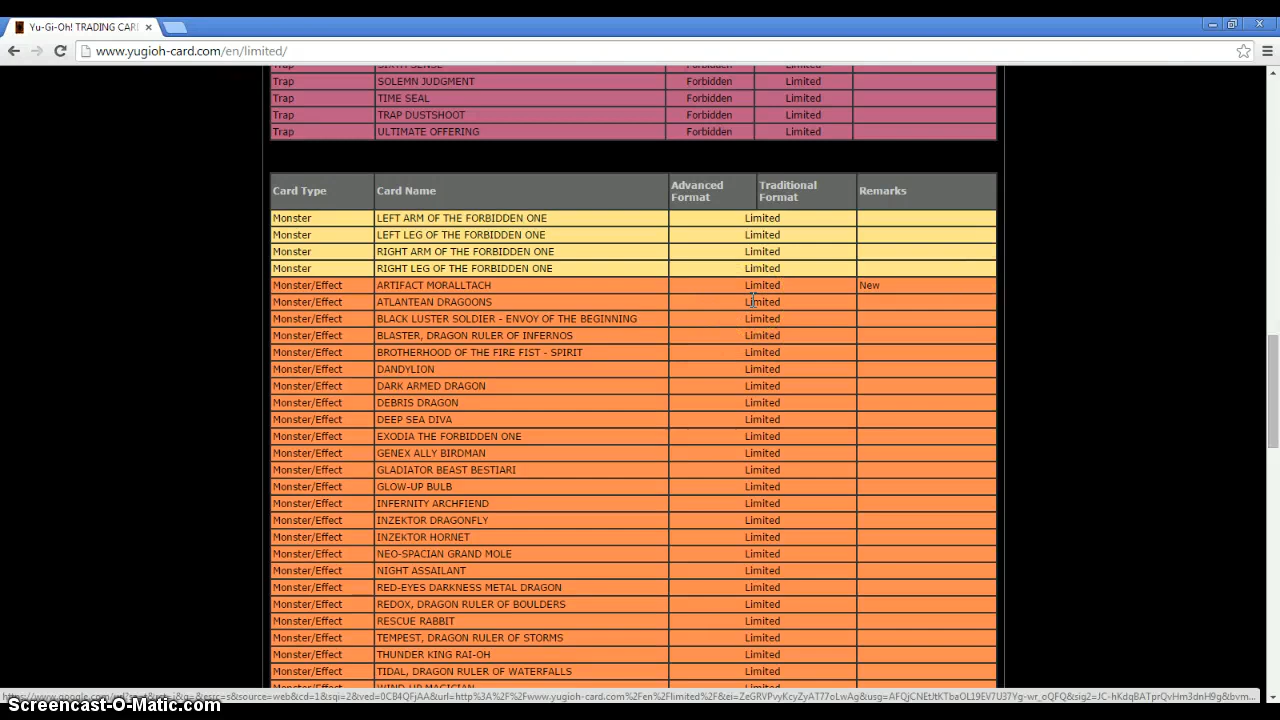 Yu-Gi-Oh! TRADING CAR
www.yugioh-card.com/en/limited/
Trap SIXTH SENSE Forbidden Limited
Trap SOLEMN JUDGMENT Forbidden Limited
Trap TIME SEAL Forbidden Limited
Trap TRAP DUSTSHOOT Forbidden Limited
Trap ULTIMATE OFFERING Forbidden Limited
Card Type Card Name Advanced Format Traditional Format Remarks
Monster LEFT ARM OF THE FORBIDDEN ONE Limited
Monster LEFT LEG OF THE FORBIDDEN ONE Limited
Monster RIGHT ARM OF THE FORBIDDEN ONE Limited
Monster RIGHT LEG OF THE FORBIDDEN ONE Limited
Monster/Effect ARTIFACT MORALLTACH Limited New
Monster/Effect ATLANTEAN DRAGOONS Limited
Monster/Effect BLACK LUSTER SOLDIER - ENVOY OF THE BEGINNING Limited
Monster/Effect BLASTER, DRAGON RULER OF INFERNOS Limited
Monster/Effect BROTHERHOOD OF THE FIRE FIST - SPIRIT Limited
Monster/Effect DANDYLION Limited
Monster/Effect DARK ARMED DRAGON Limited
Monster/Effect DEBRIS DRAGON Limited
Monster/Effect DEEP SEA DIVA Limited
Monster/Effect EXODIA THE FORBIDDEN ONE Limited
Monster/Effect GENEX ALLY BIRDMAN Limited
Monster/Effect GLADIATOR BEAST BESTIARI Limited
Monster/Effect GLOW-UP BULB Limited
Monster/Effect INFERNITY ARCHFIEND Limited
Monster/Effect INZEKTOR DRAGONFLY Limited
Monster/Effect INZEKTOR HORNET Limited
Monster/Effect NEO-SPACIAN GRAND MOLE Limited
Monster/Effect NIGHT ASSAILANT Limited
Monster/Effect RED-EYES DARKNESS METAL DRAGON Limited
Monster/Effect REDOX, DRAGON RULER OF BOULDERS Limited
Monster/Effect RESCUE RABBIT Limited
Monster/Effect TEMPEST, DRAGON RULER OF STORMS Limited
Monster/Effect THUNDER KING RAI-OH Limited
Monster/Effect TIDAL, DRAGON RULER OF WATERFALLS Limited
Monster/Effect WIND-UP MAGICIAN Limited
Screencast-O-Matic.com